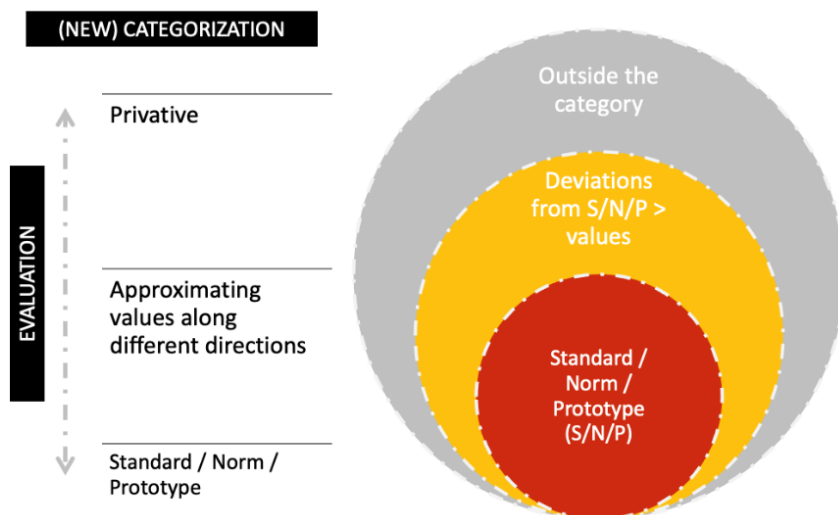 (NEW) CATEGORIZATION
Privative
EVALUATION
Approximating
values along
different directions
Standard / Norm /
Prototype
Outside the
category
Deviations
from S/N/P >
values
Standard /
Norm /
Prototype
(S/N/P)